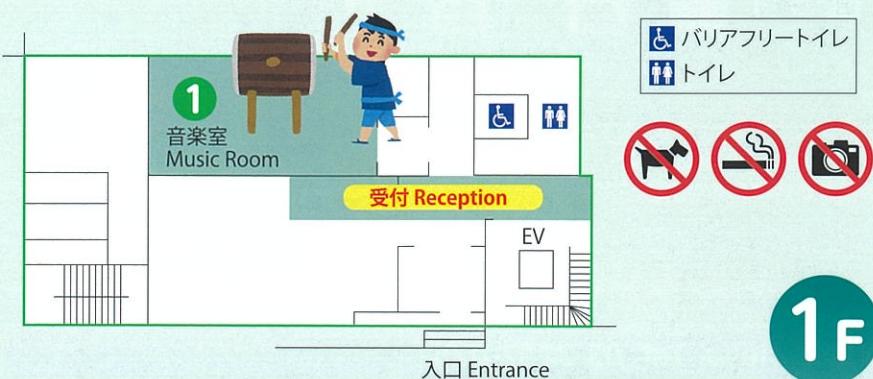 1
音楽室
Music Room
受付 Reception
EV
入口 Entrance
バリアフリートイレ
トイレ
1F